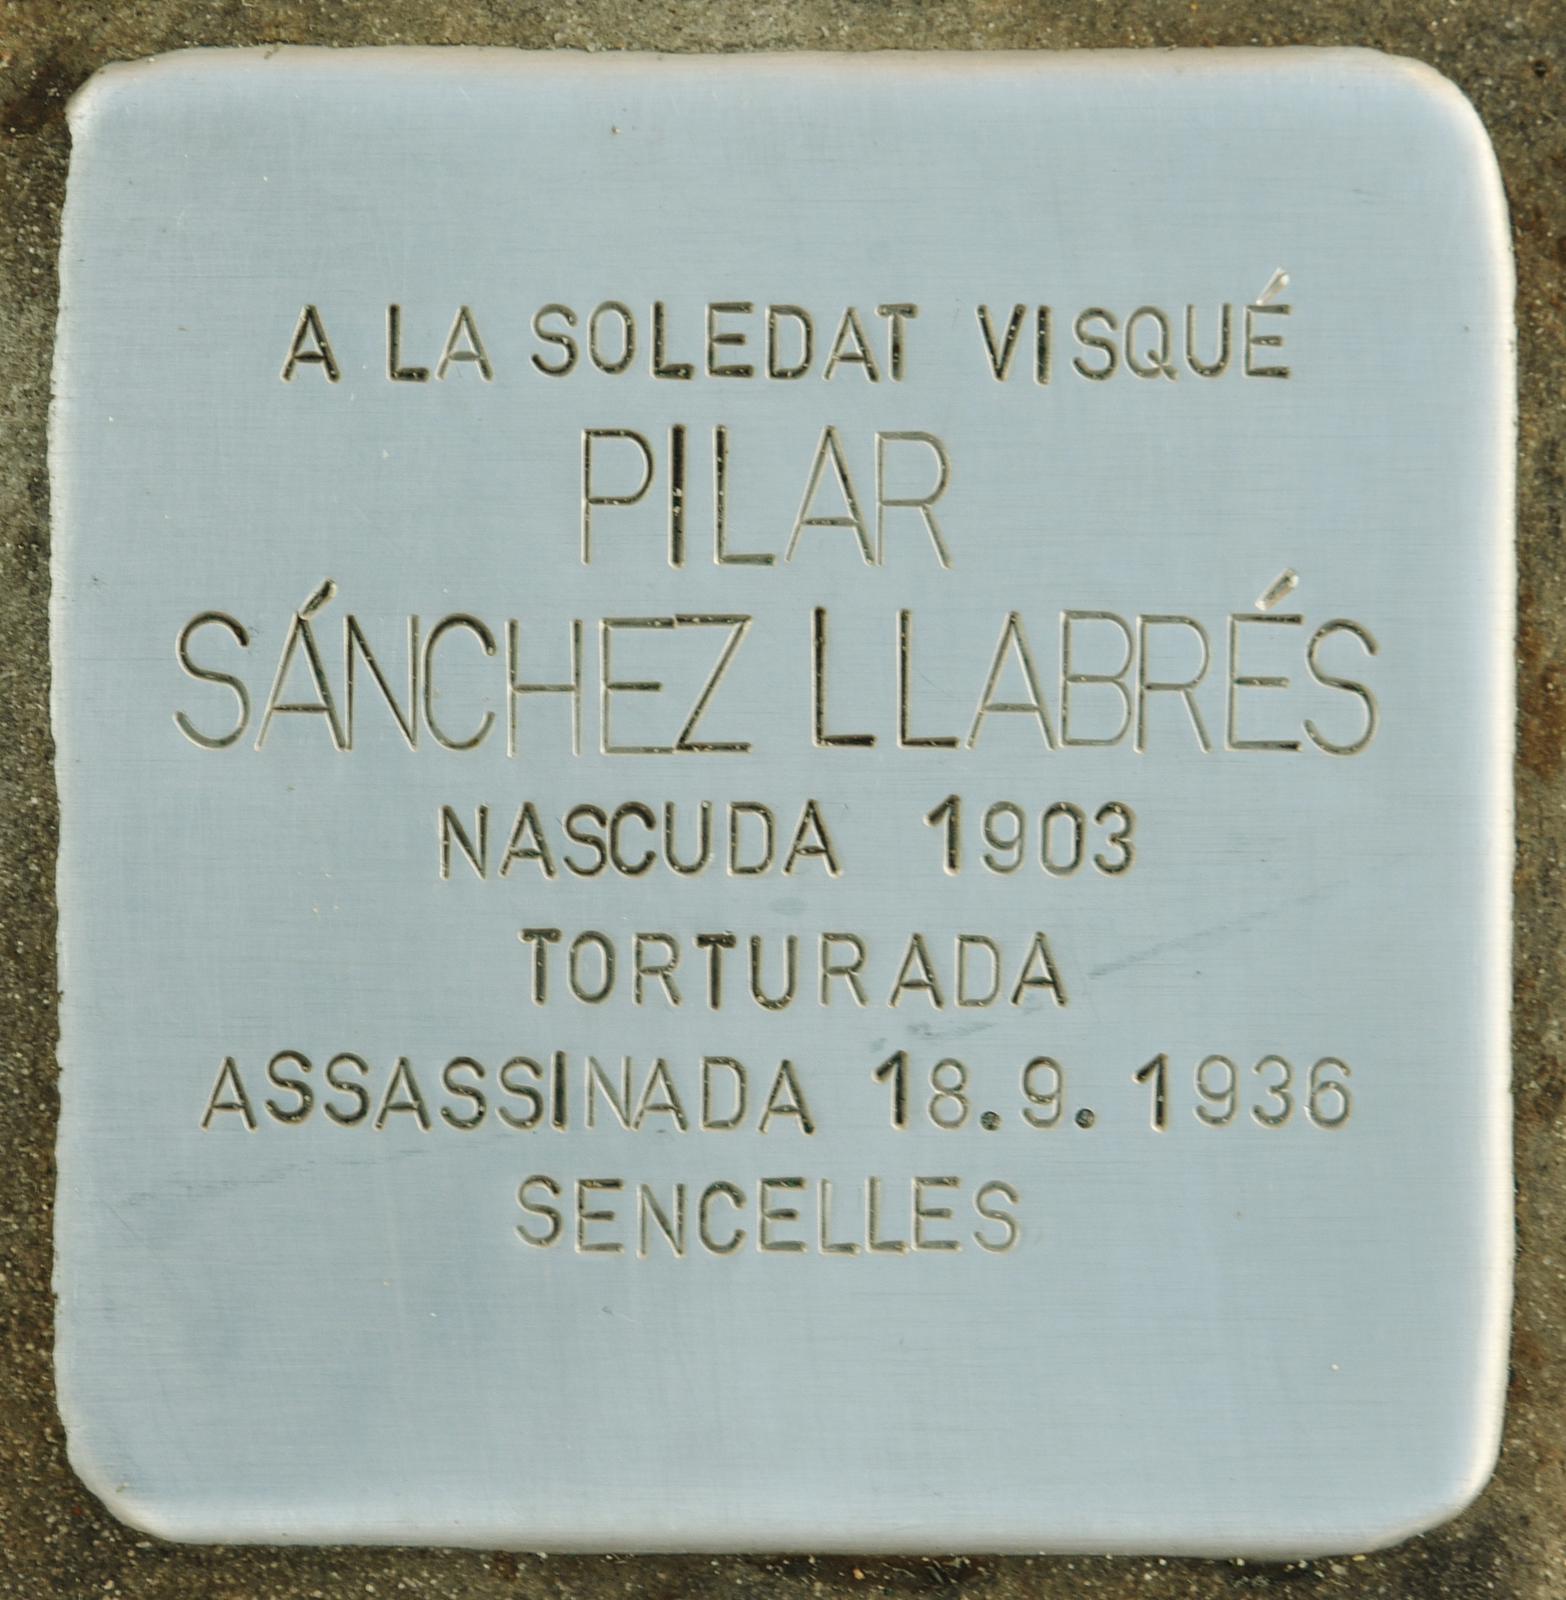 A LA SOLEDAT VISQUÉ
PILAR
SÁNCHEZ LLABRÉS
NASCUDA 1903
TORTURADA
ASSASSINADA 18.9.1936
SENCELLES